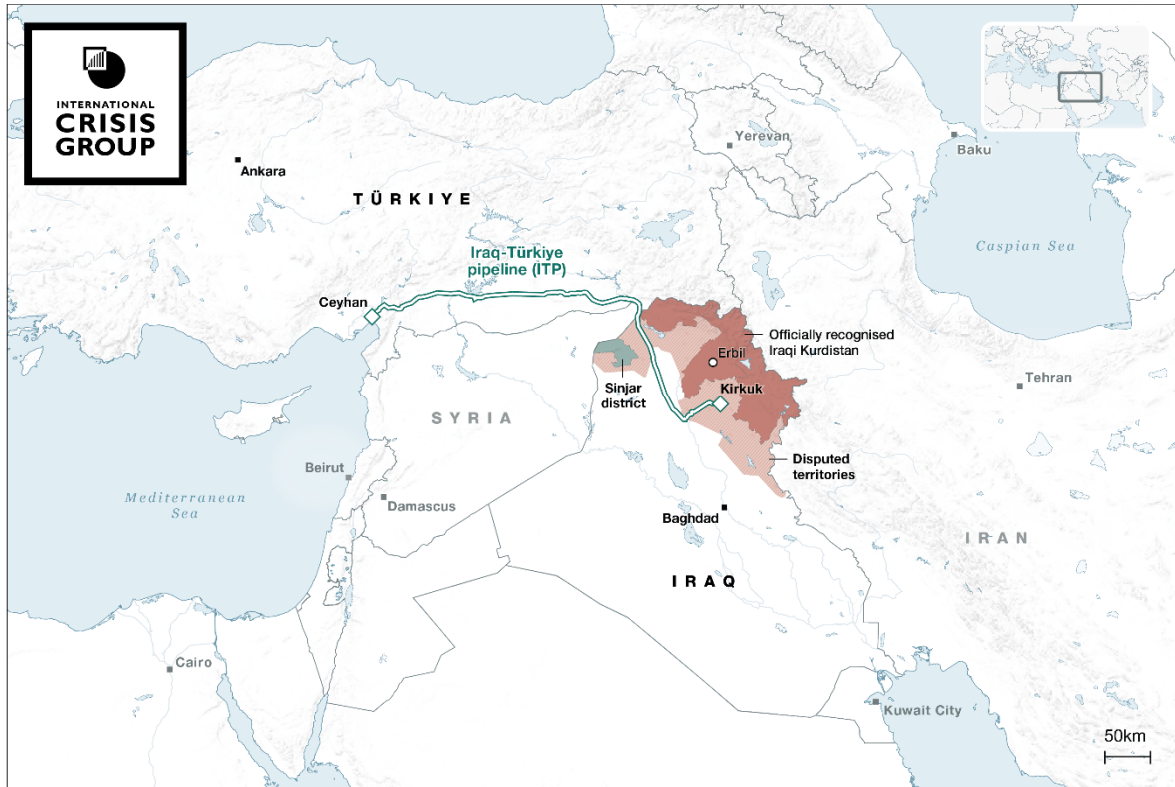 INTERNATIONAL
CRISIS
GROUP
Yerevan
Baku
Ankara
TÜRKIYE
Caspian Sea
Iraq-Türkiye
pipeline (ITP)
Ceyhan
Officially recognised
Iraqi Kurdistan
Erbil
Tehran
Sinjar
district
Kirkuk
SYRIA
Disputed
territories
Beirut
Mediterranean
Sea
Damascus
Baghdad
IRAN
IRAQ
Cairo
Kuwait City
50km